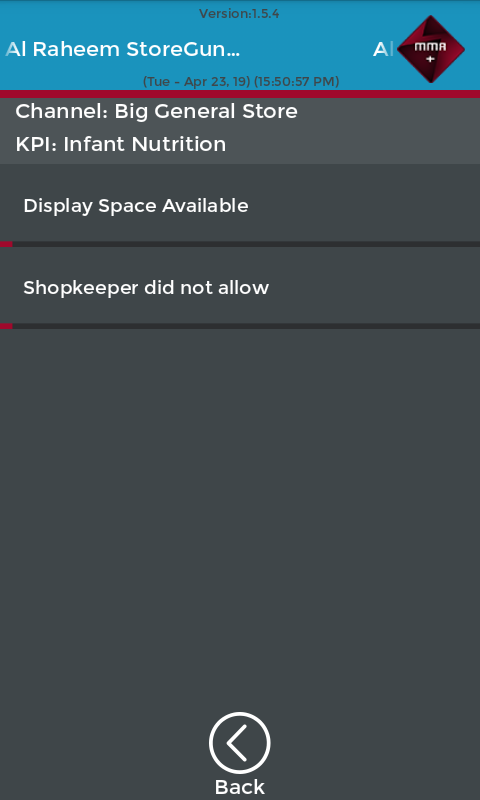 Version:1.5.4
Al Raheem StoreGun... Al
MMA
+
(Tue - Apr 23, 19) (15:50:57 PM)
Channel: Big General Store
KPI: Infant Nutrition
Display Space Available
Shopkeeper did not allow
Back